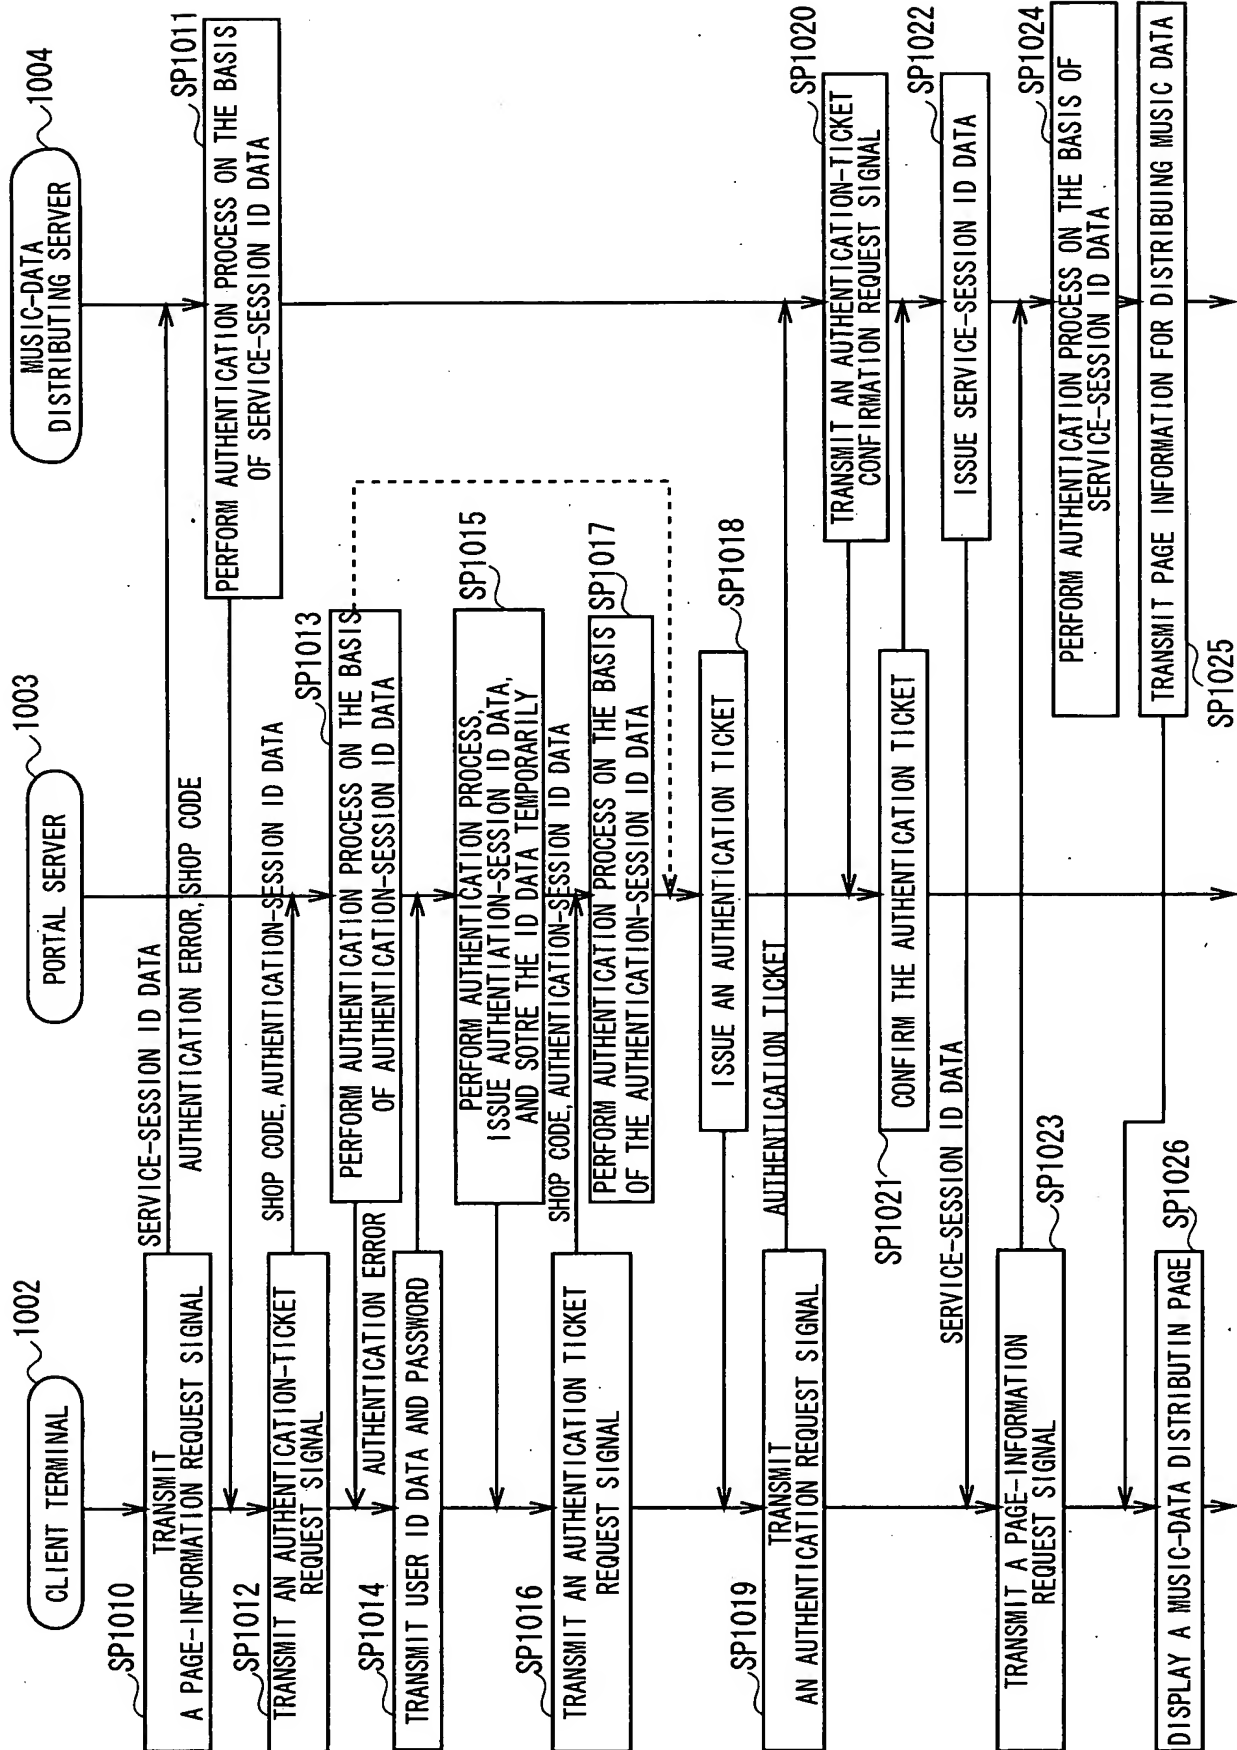 CLIENT TERMINAL
1002
PORTAL SERVER
1003
MUSIC-DATA
DISTRIBUTING SERVER
1004
SP1010
TRANSMIT
A PAGE-INFORMATION REQUEST SIGNAL
SERVICE-SESSION ID DATA
SP1011
PERFORM AUTHENTICATION PROCESS ON THE BASIS
OF SERVICE-SESSION ID DATA
AUTHENTICATION ERROR, SHOP CODE
SP1012
TRANSMIT AN AUTHENTICATION-TICKET
REQUEST SIGNAL
SHOP CODE, AUTHENTICATION-SESSION ID DATA
SP1013
PERFORM AUTHENTICATION PROCESS ON THE BASIS
OF AUTHENTICATION-SESSION ID DATA
AUTHENTICATION ERROR
SP1014
TRANSMIT USER ID DATA AND PASSWORD
SP1015
PERFORM AUTHENTICATION PROCESS,
ISSUE AUTHENTIATION-SESSION ID DATA,
AND SOTRE THE ID DATA TEMPORARILY
SP1016
TRANSMIT AN AUTHENTICATION TICKET
REQUEST SIGNAL
SHOP CODE, AUTHENTICATION-SESSION ID DATA
SP1017
PERFORM AUTHENTICATION PROCESS ON THE BASIS
OF THE AUTHENTICATION-SESSION ID DATA
SP1018
ISSUE AN AUTHENTICATION TICKET
SP1019
TRANSMIT
AN AUTHENTICATION REQUEST SIGNAL
AUTHENTICATION TICKET
SP1020
TRANSMIT AN AUTHENTICATION-TICKET
CONFIRMATION REQUEST SIGNAL
SP1021
CONFIRM THE AUTHENTICATION TICKET
SP1022
ISSUE SERVICE-SESSION ID DATA
SERVICE-SESSION ID DATA
SP1023
TRANSMIT A PAGE-INFORMATION
REQUEST SIGNAL
SP1024
PERFORM AUTHENTICATION PROCESS ON THE BASIS OF
SERVICE-SESSION ID DATA
TRANSMIT PAGE INFORMATION FOR DISTRIBUING MUSIC DATA
SP1025
SP1026
DISPLAY A MUSIC-DATA DISTRIBUTIN PAGE